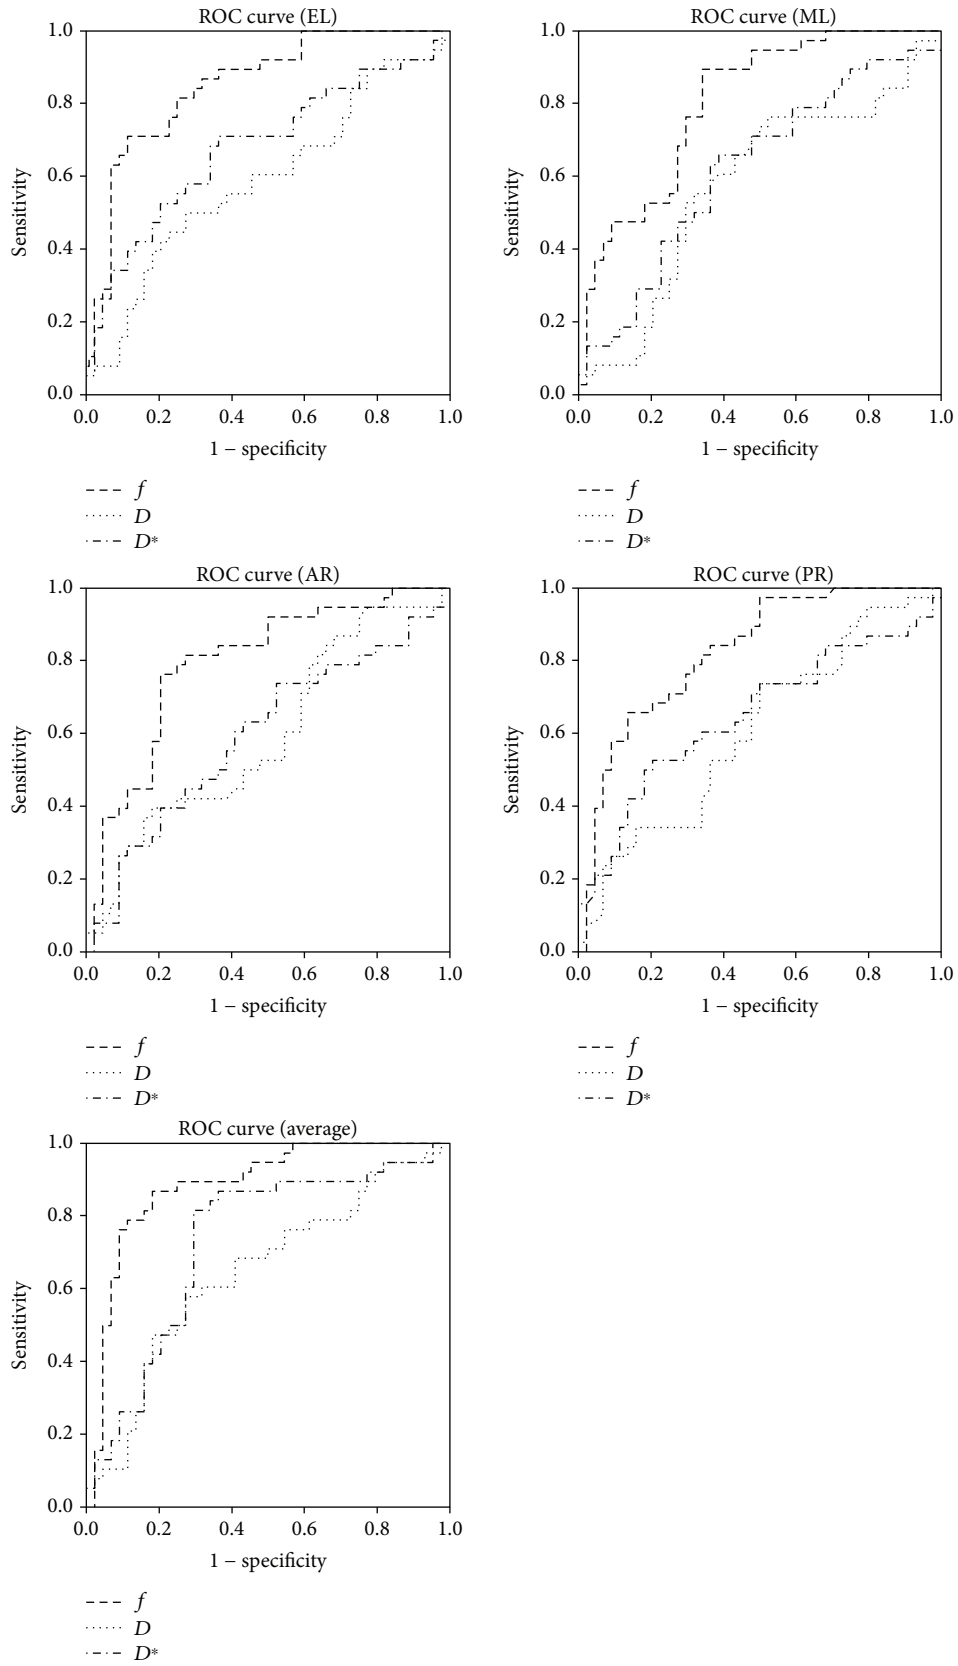 ROC curve (EL)
Sensitivity
1.0
0.8
0.6
0.4
0.2
0.0
0.0 0.2 0.4 0.6 0.8 1.0
1 − specificity
f
D
D*
ROC curve (ML)
Sensitivity
1.0
0.8
0.6
0.4
0.2
0.0
0.0 0.2 0.4 0.6 0.8 1.0
1 − specificity
f
D
D*
ROC curve (AR)
Sensitivity
1.0
0.8
0.6
0.4
0.2
0.0
0.0 0.2 0.4 0.6 0.8 1.0
1 − specificity
f
D
D*
ROC curve (PR)
Sensitivity
1.0
0.8
0.6
0.4
0.2
0.0
0.0 0.2 0.4 0.6 0.8 1.0
1 − specificity
f
D
D*
ROC curve (average)
Sensitivity
1.0
0.8
0.6
0.4
0.2
0.0
0.0 0.2 0.4 0.6 0.8 1.0
1 − specificity
f
D
D*